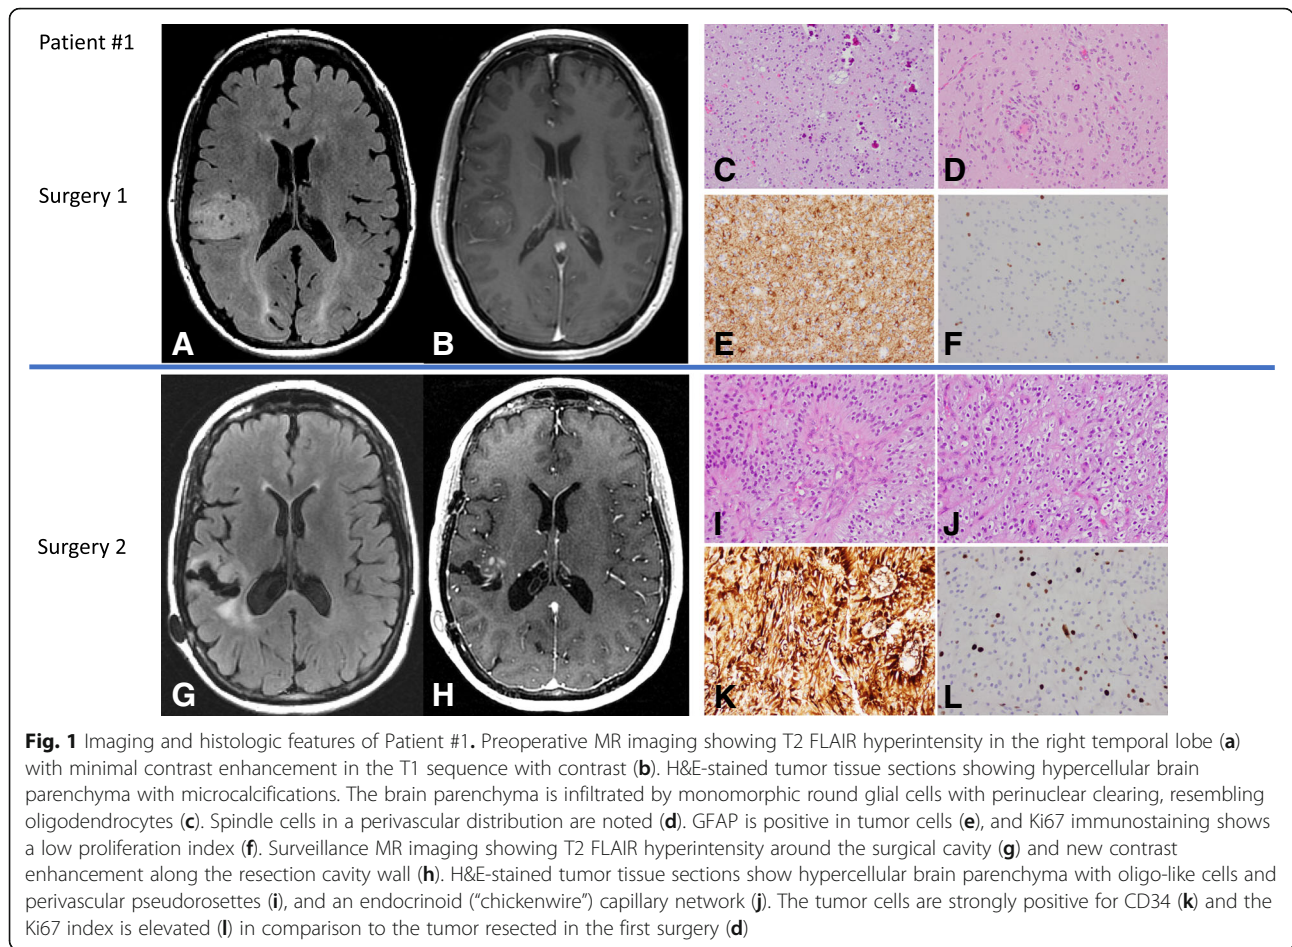 Patient #1
Surgery 1
A
B
C
D
E
F
Surgery 2
G
H
I
J
K
L
Fig. 1 Imaging and histologic features of Patient #1. Preoperative MR imaging showing T2 FLAIR hyperintensity in the right temporal lobe (a)
with minimal contrast enhancement in the T1 sequence with contrast (b). H&E-stained tumor tissue sections showing hypercellular brain
parenchyma with microcalcifications. The brain parenchyma is infiltrated by monomorphic round glial cells with perinuclear clearing, resembling
oligodendrocytes (c). Spindle cells in a perivascular distribution are noted (d). GFAP is positive in tumor cells (e), and Ki67 immunostaining shows
a low proliferation index (f). Surveillance MR imaging showing T2 FLAIR hyperintensity around the surgical cavity (g) and new contrast
enhancement along the resection cavity wall (h). H&E-stained tumor tissue sections show hypercellular brain parenchyma with oligo-like cells and
perivascular pseudorosettes (i), and an endocrinoid (“chickenwire”) capillary network (j). The tumor cells are strongly positive for CD34 (k) and the
Ki67 index is elevated (l) in comparison to the tumor resected in the first surgery (d)